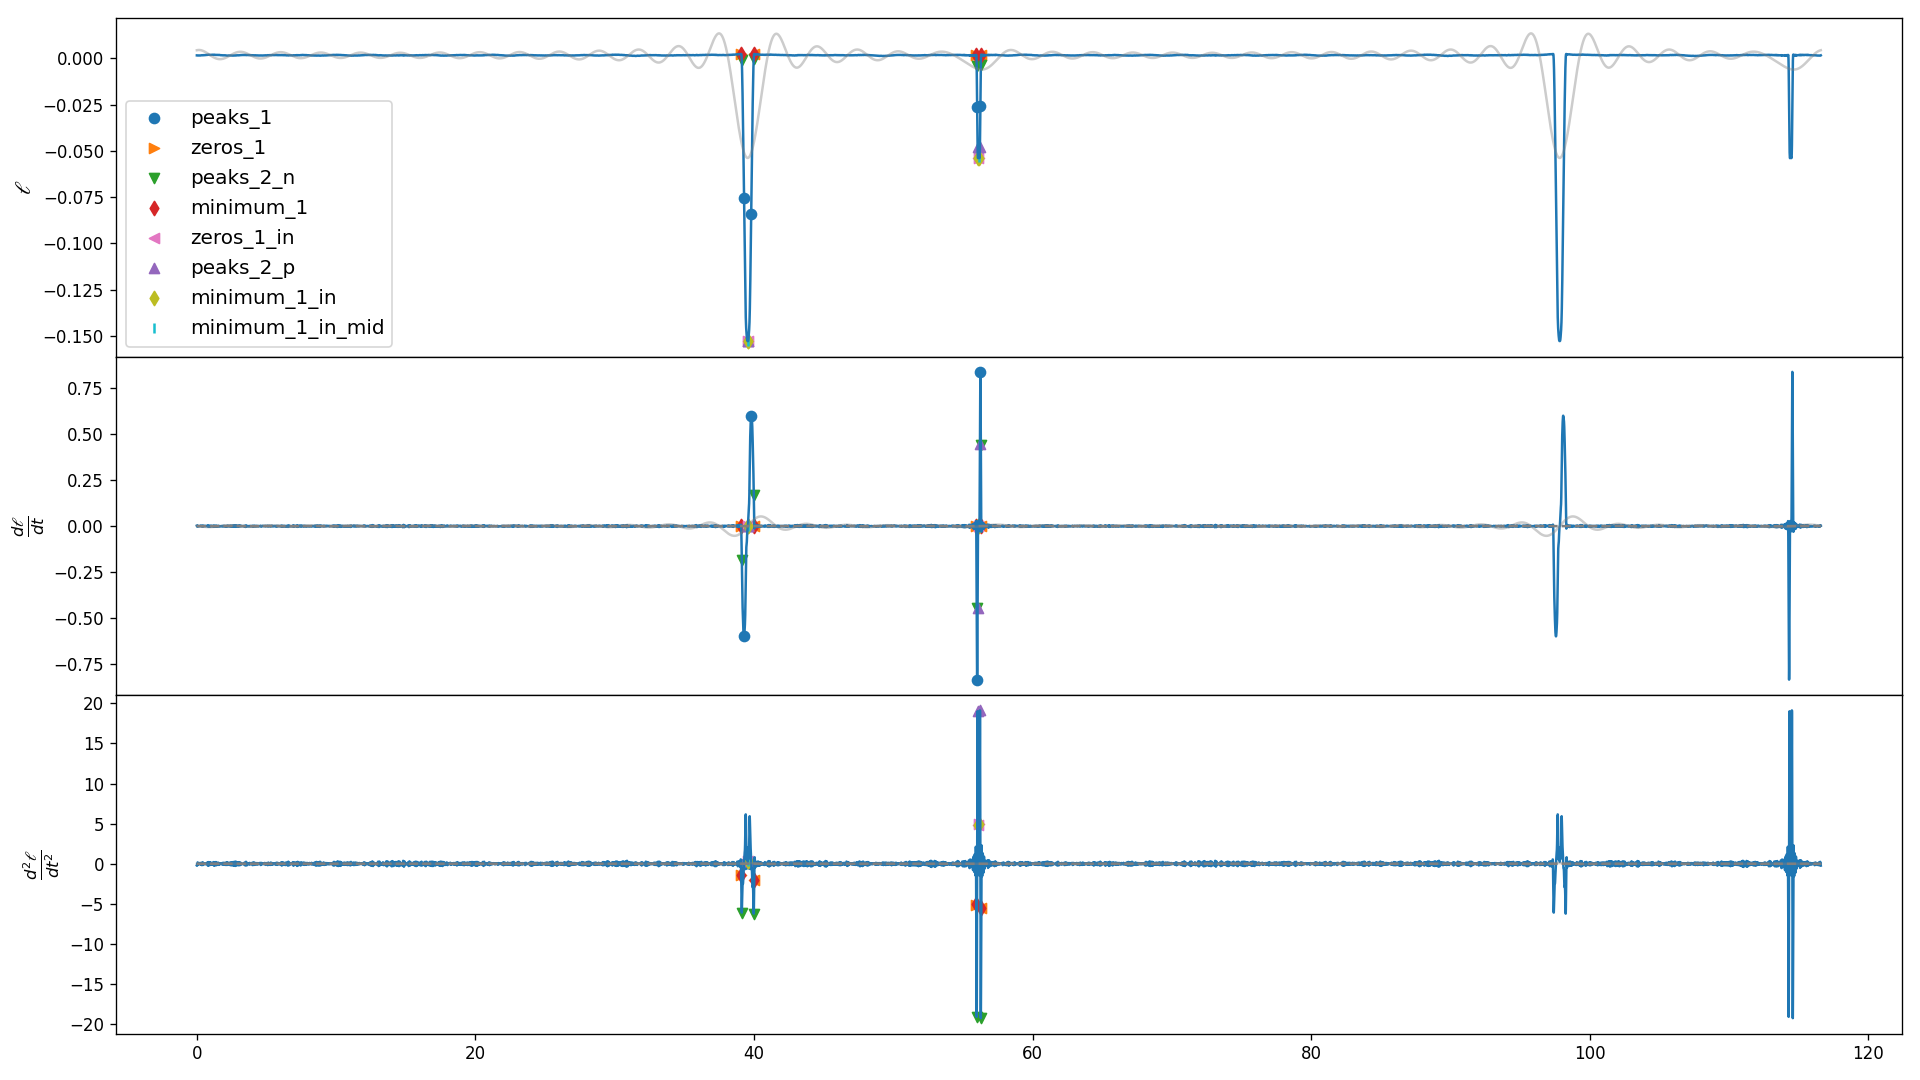 0.000
−0.025
−0.050
−0.075
−0.100
−0.125
−0.150
ℓ
peaks_1
zeros_1
peaks_2_n
minimum_1
zeros_1_in
peaks_2_p
minimum_1_in
minimum_1_in_mid
0.75
0.50
0.25
0.00
−0.25
−0.50
−0.75
dℓ
dt
20
15
10
5
0
−5
−10
−15
−20
d²ℓ
dt²
0 20 40 60 80 100 120